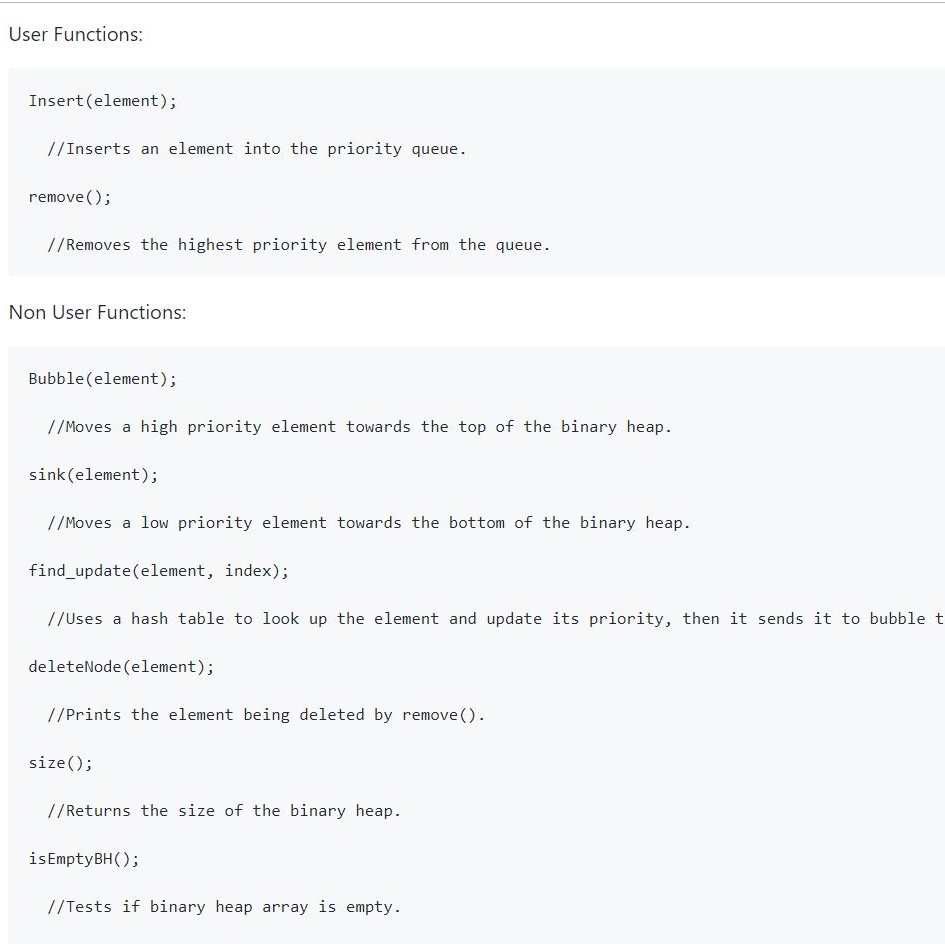 User Functions:
Insert(element);
//Inserts an element into the priority queue.
remove();
//Removes the highest priority element from the queue.
Non User Functions:
Bubble(element);
//Moves a high priority element towards the top of the binary heap.
sink(element);
//Moves a low priority element towards the bottom of the binary heap.
find_update(element, index);
//Uses a hash table to look up the element and update its priority, then it sends it to bubble t
deleteNode(element);
//Prints the element being deleted by remove().
size();
//Returns the size of the binary heap.
isEmptyBH();
//Tests if binary heap array is empty.